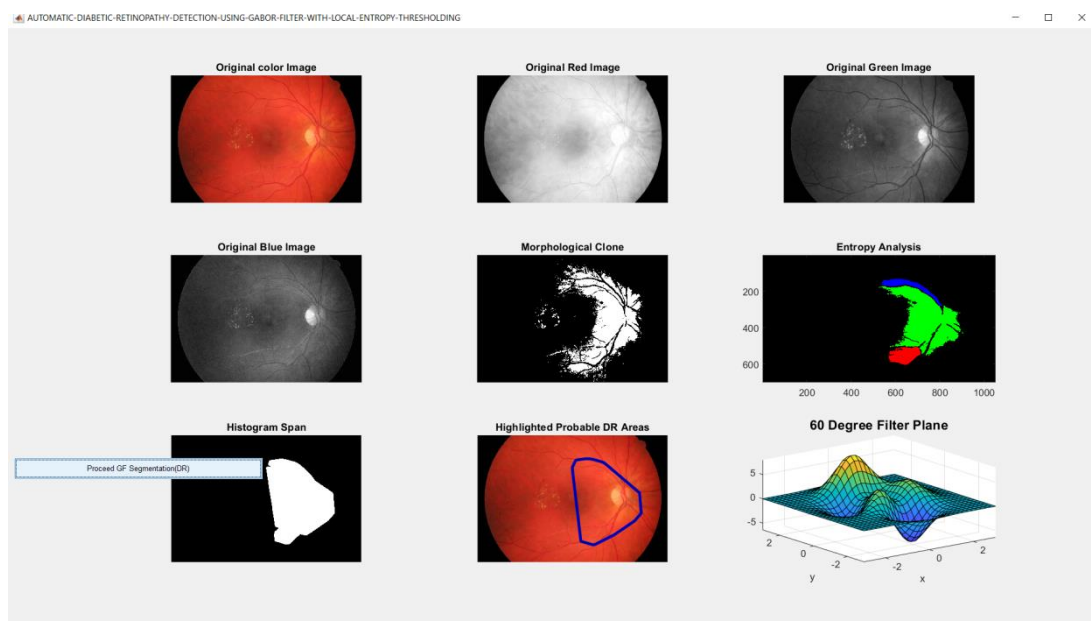 AUTOMATIC-DIABETIC-RETINOPATHY-DETECTION-USING-GABOR-FILTER-WITH-LOCAL-ENTROPY-THRESHOLDING
Original color Image
Original Red Image
Original Green Image
Original Blue Image
Morphological Clone
Entropy Analysis
200
400
600
200 400 600 800 1000
Histogram Span
Highlighted Probable DR Areas
60 Degree Filter Plane
Proceed GF Segmentation(DR)
5
0
-5
2
0
-2
y
-2
0
2
x